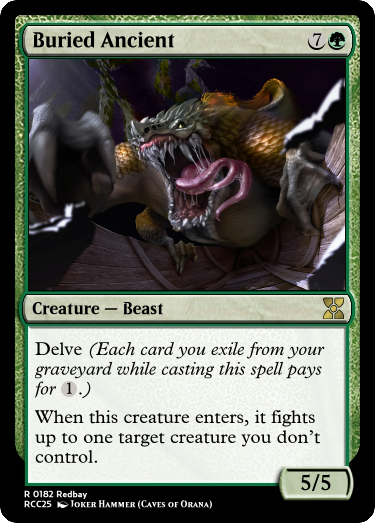 Buried Ancient 7
Creature — Beast
Delve (Each card you exile from your
graveyard while casting this spell pays
for 1.)
When this creature enters, it fights
up to one target creature you don't
control.
5/5
R 0182 Redbay
RCC25 Joker Hammer (Caves of Orana)